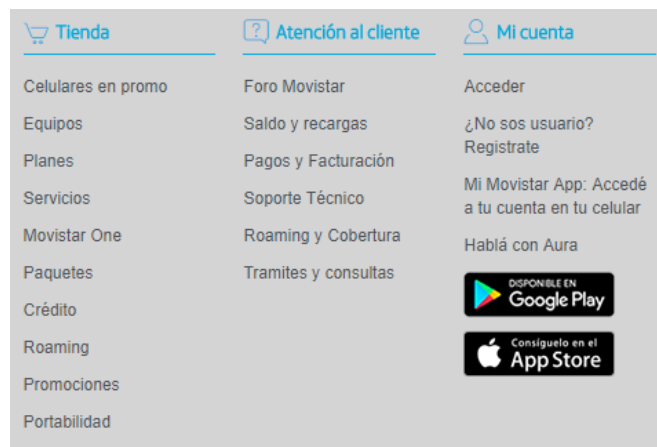 Tienda
Celulares en promo
Equipos
Planes
Servicios
Movistar One
Paquetes
Crédito
Roaming
Promociones
Portabilidad
Atención al cliente
Foro Movistar
Saldo y recargas
Pagos y Facturación
Soporte Técnico
Roaming y Cobertura
Tramites y consultas
Mi cuenta
Acceder
¿No sos usuario?
Registrate
Mi Movistar App: Accedé
a tu cuenta en tu celular
Hablá con Aura
DISPONIBLE EN
Google Play
Consíguelo en el
App Store